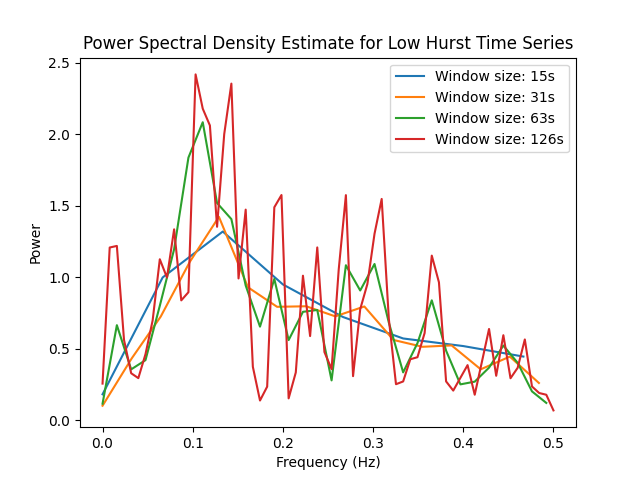 Power Spectral Density Estimate for Low Hurst Time Series
2.5
2.0
1.5
1.0
0.5
0.0
Power
Window size: 15s
Window size: 31s
Window size: 63s
Window size: 126s
0.0 0.1 0.2 0.3 0.4 0.5
Frequency (Hz)